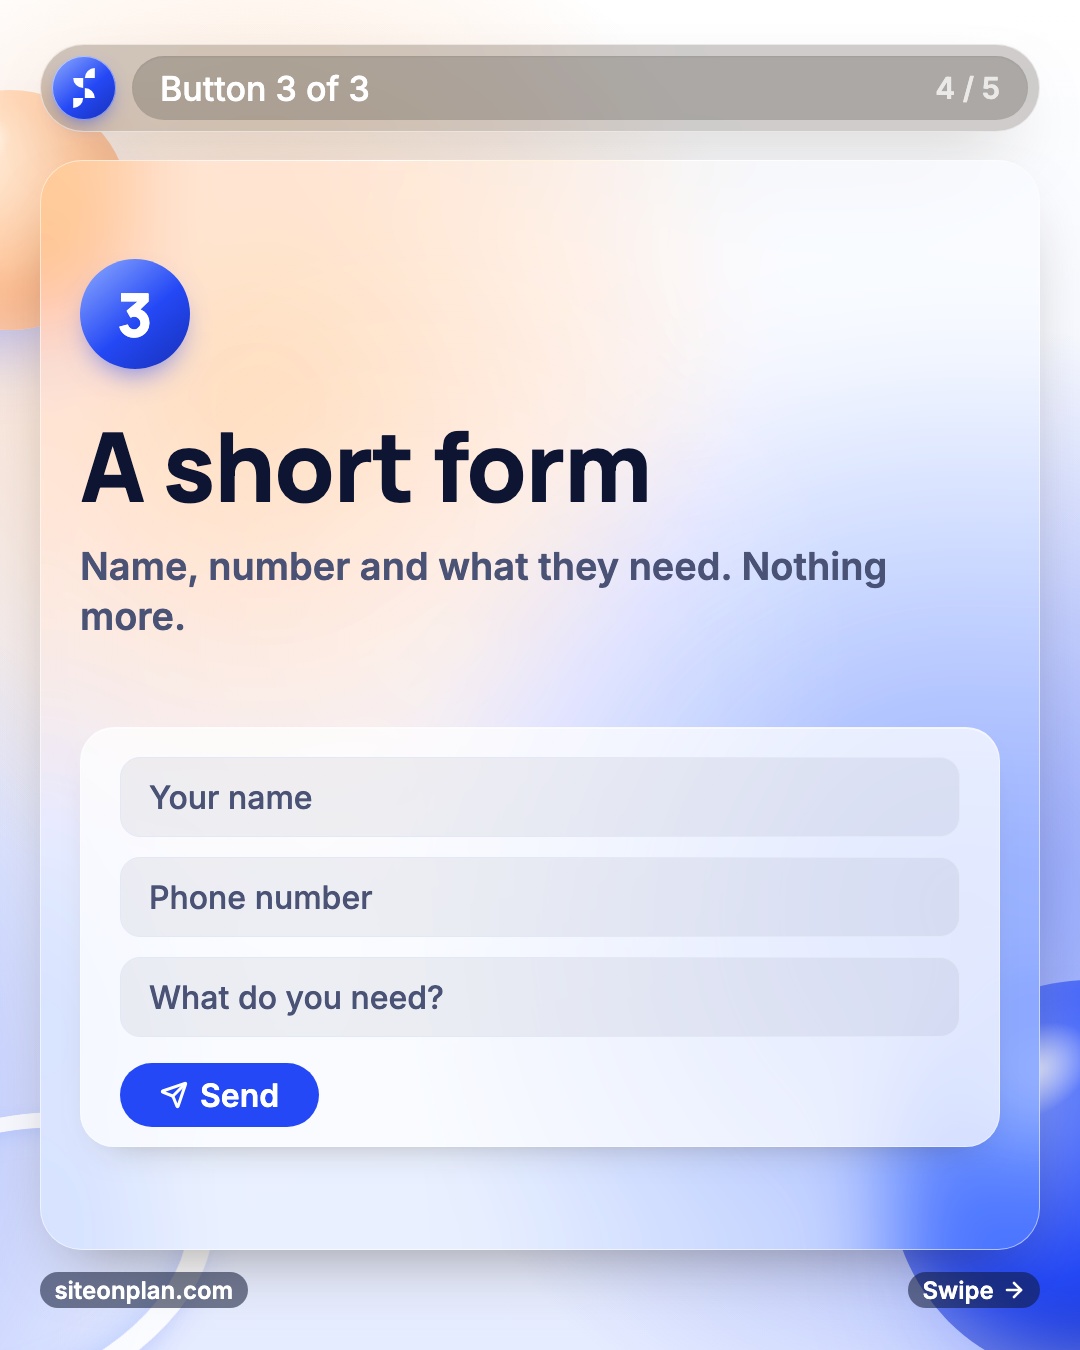 Button 3 of 3
4 / 5
3
A short form
Name, number and what they need. Nothing
more.
Your name
Phone number
What do you need?
Send
siteonplan.com
Swipe →